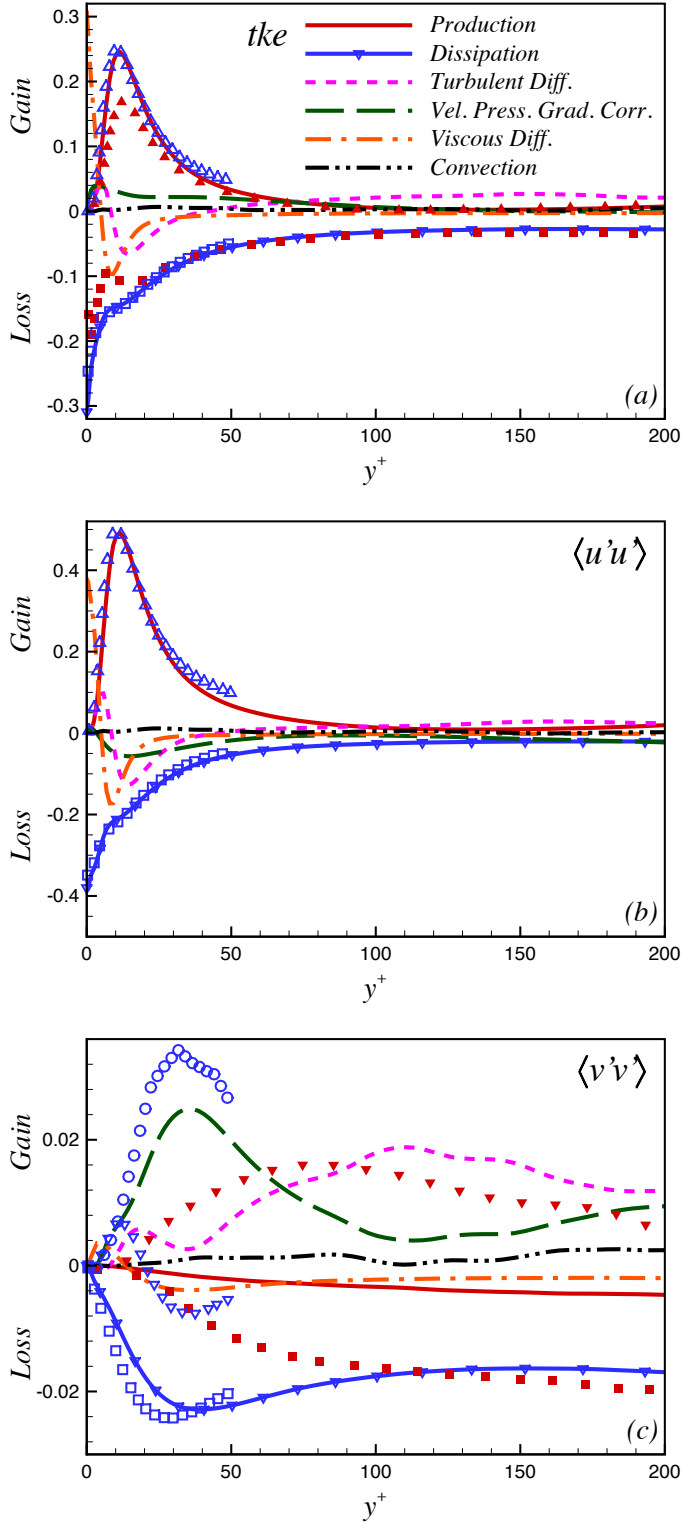 tke
Production
Dissipation
Turbulent Diff.
Vel. Press. Grad. Corr.
Viscous Diff.
Convection
Gain
Loss
0.3
0.2
0.1
0
-0.1
-0.2
-0.3
(a)
0 50 100 150 200
y⁺
⟨u'u'⟩
Gain
Loss
0.4
0.2
0
-0.2
-0.4
(b)
0 50 100 150 200
y⁺
⟨v'v'⟩
Gain
Loss
0.02
0
-0.02
(c)
0 50 100 150 200
y⁺